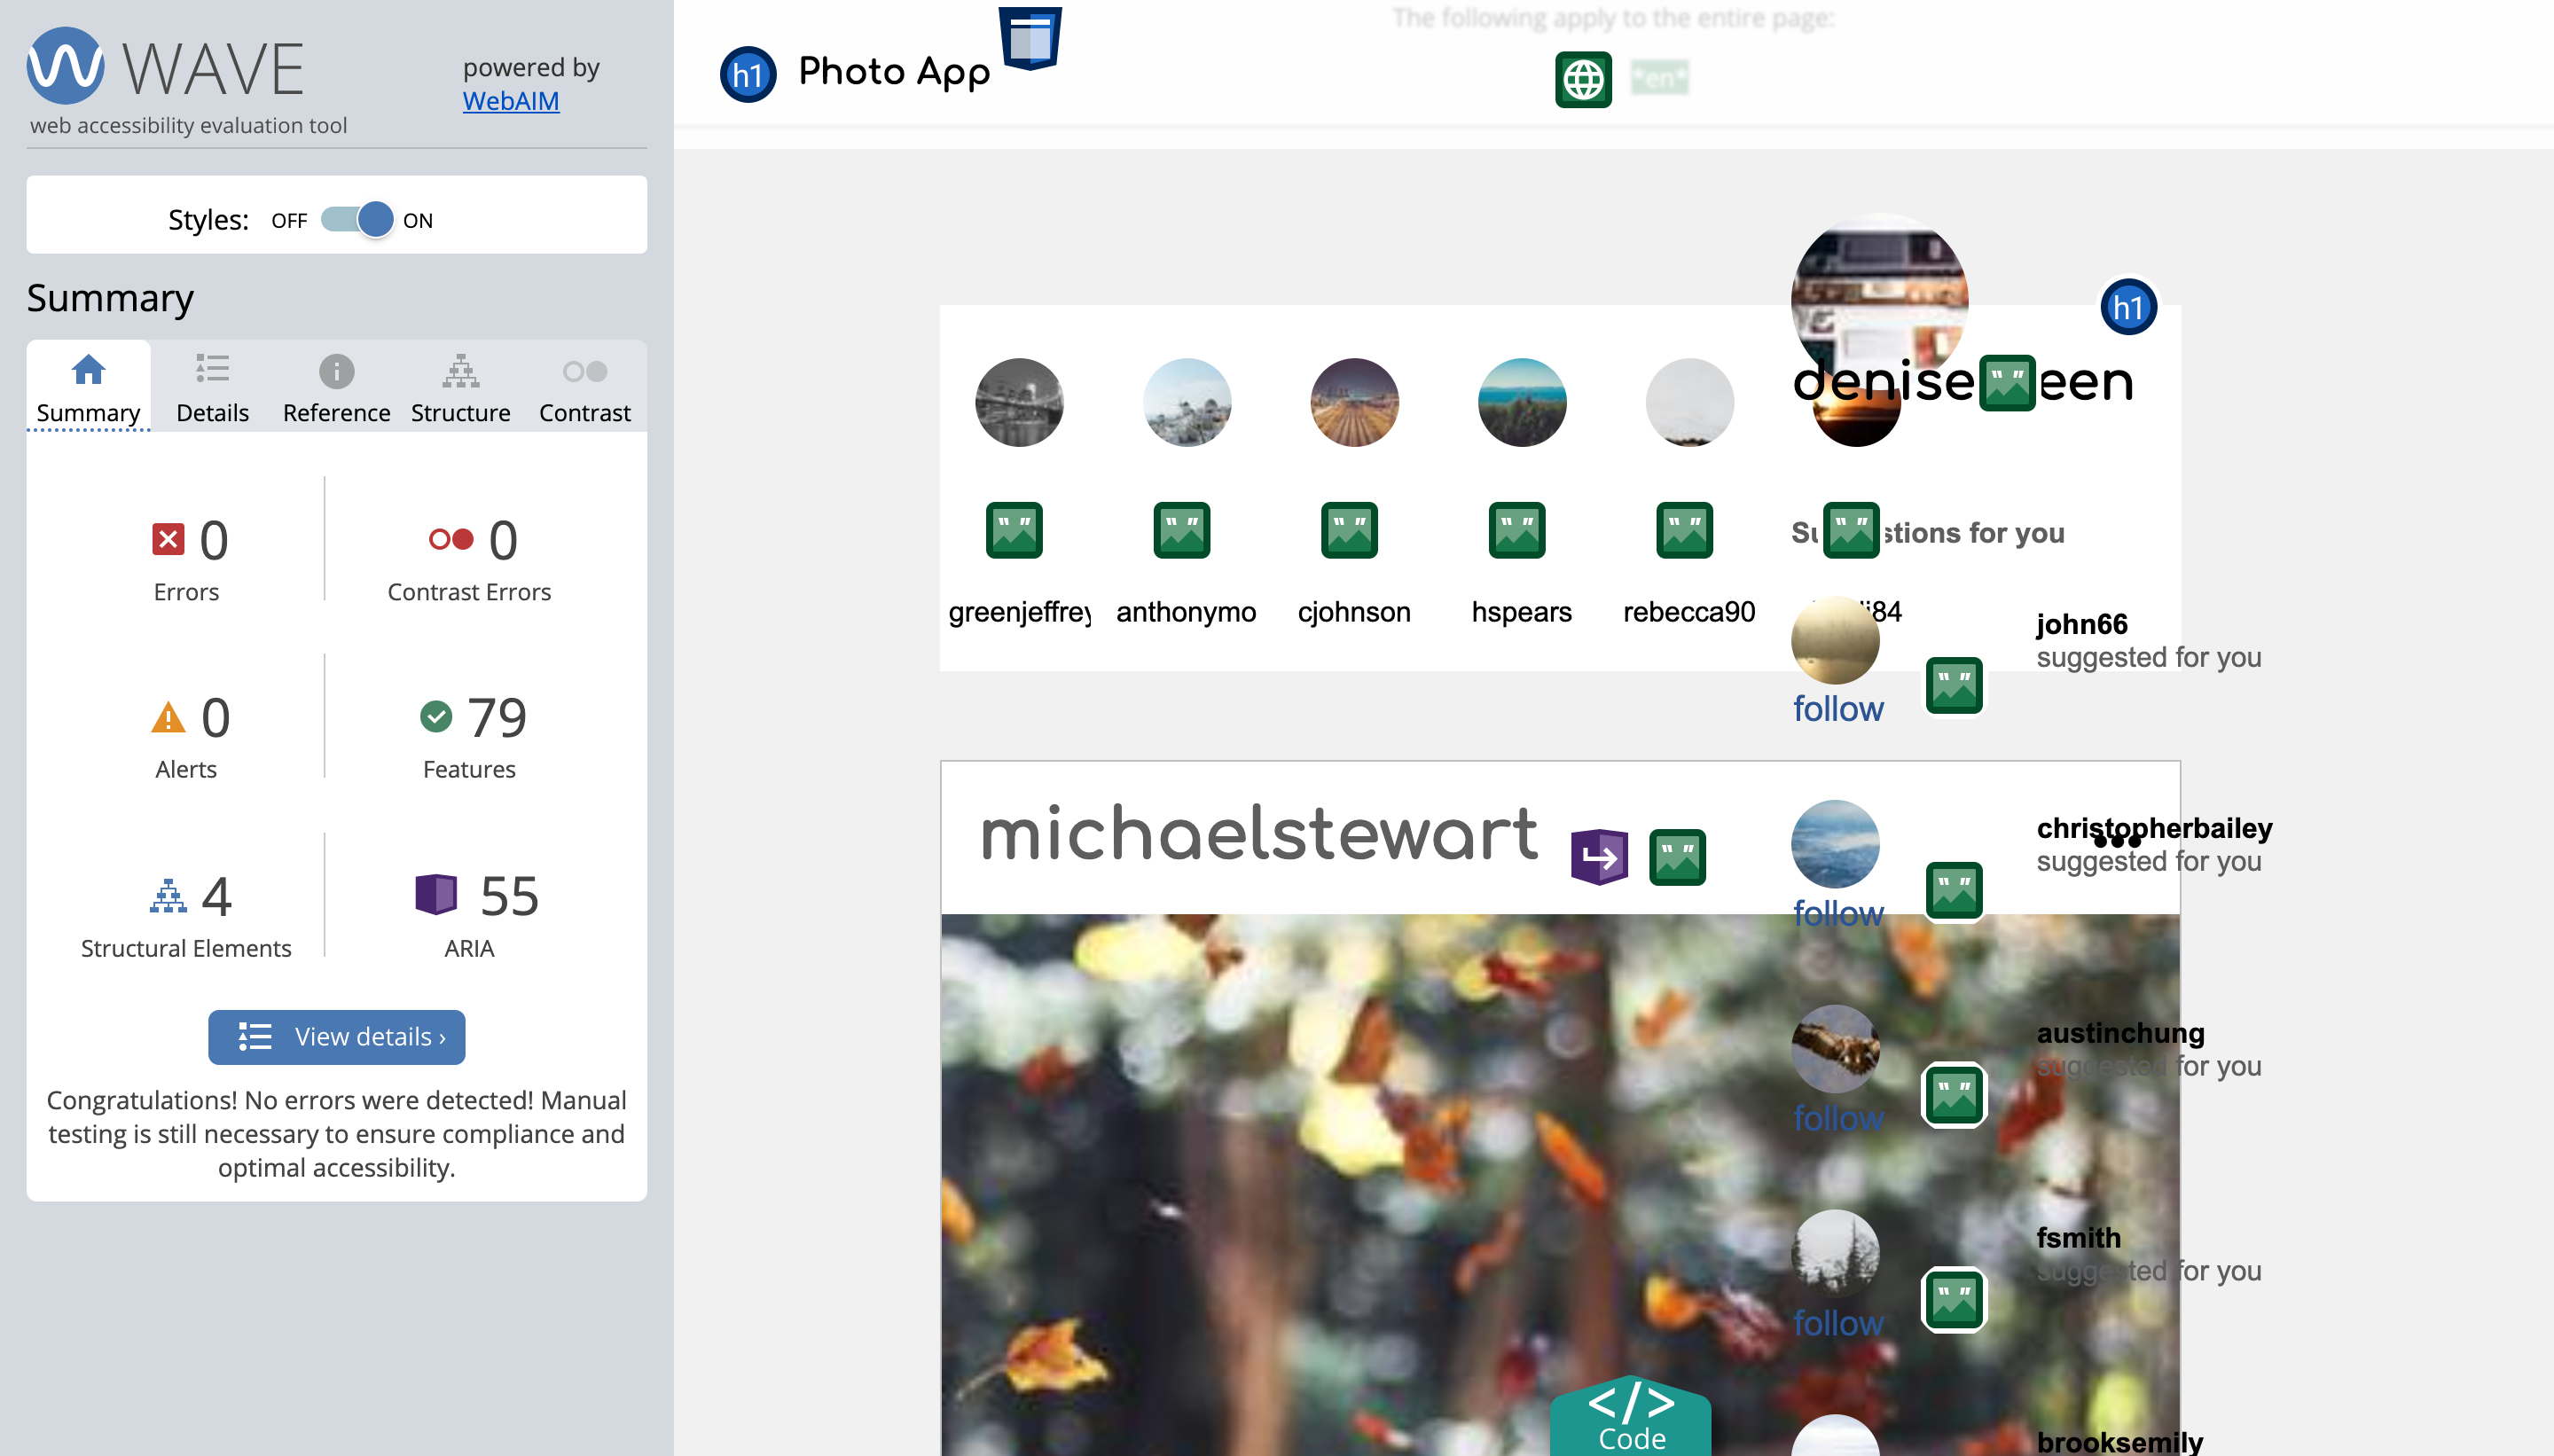 WAVE
powered by
WebAIM
web accessibility evaluation tool
Styles: OFF ON
Summary
Summary Details Reference Structure Contrast
0 Errors
0 Contrast Errors
0 Alerts
79 Features
4 Structural Elements
55 ARIA
View details ›
Congratulations! No errors were detected! Manual
testing is still necessary to ensure compliance and
optimal accessibility.
The following apply to the entire page:
h1 Photo App
*en*
h1
denise een
Su stions for you
greenjeffrey anthonymo cjohnson hspears rebecca90 i84
john66
suggested for you
follow
michaelstewart
christopherbailey
suggested for you
follow
austinchung
suggested for you
follow
fsmith
suggested for you
follow
</> Code
brooksemily